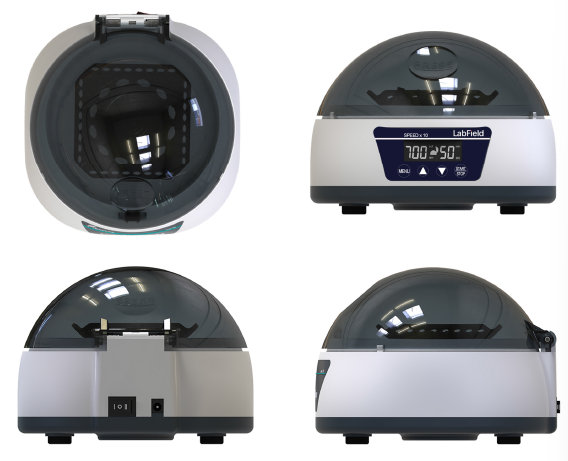 SPEED x 10 LabField
700 50
MENU START STOP